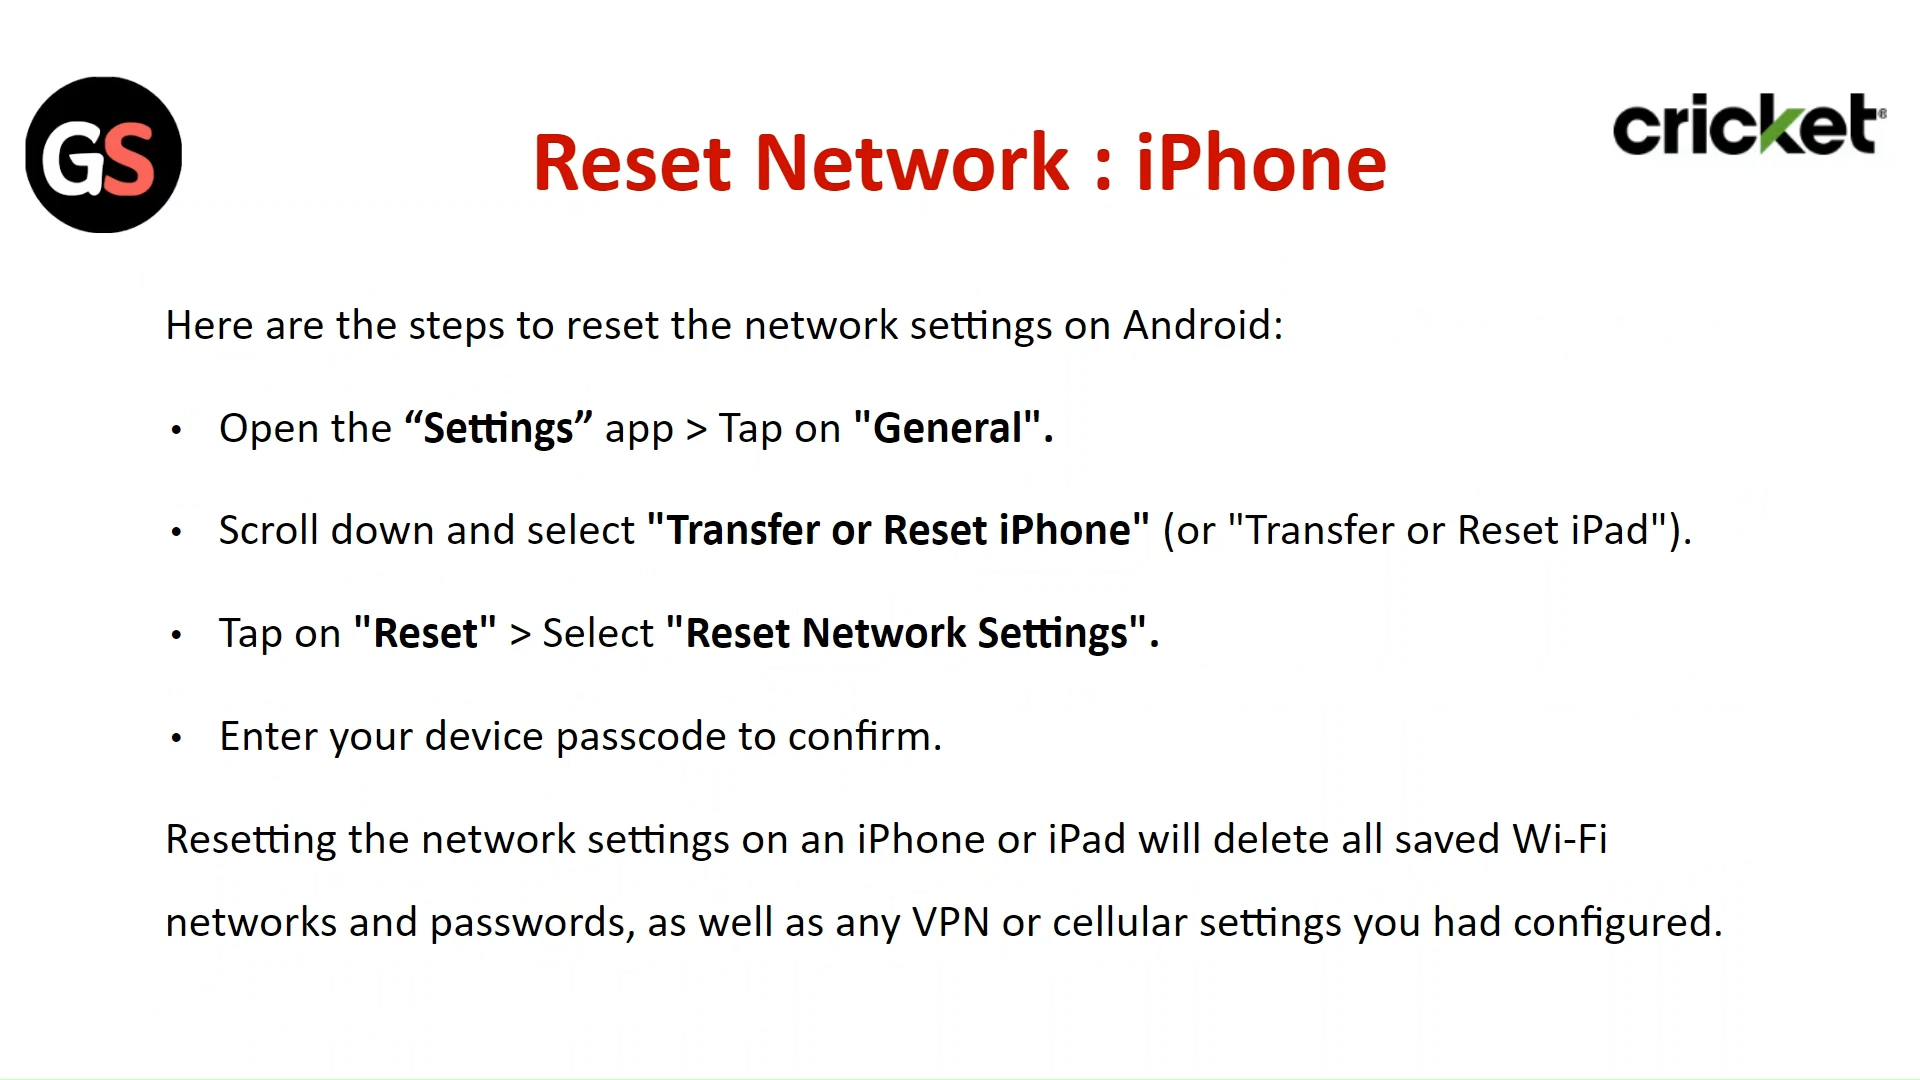 GS
cricket®
Reset Network : iPhone
Here are the steps to reset the network settings on Android:
• Open the “Settings” app > Tap on "General".
• Scroll down and select "Transfer or Reset iPhone" (or "Transfer or Reset iPad").
• Tap on "Reset" > Select "Reset Network Settings".
• Enter your device passcode to confirm.
Resetting the network settings on an iPhone or iPad will delete all saved Wi-Fi
networks and passwords, as well as any VPN or cellular settings you had configured.